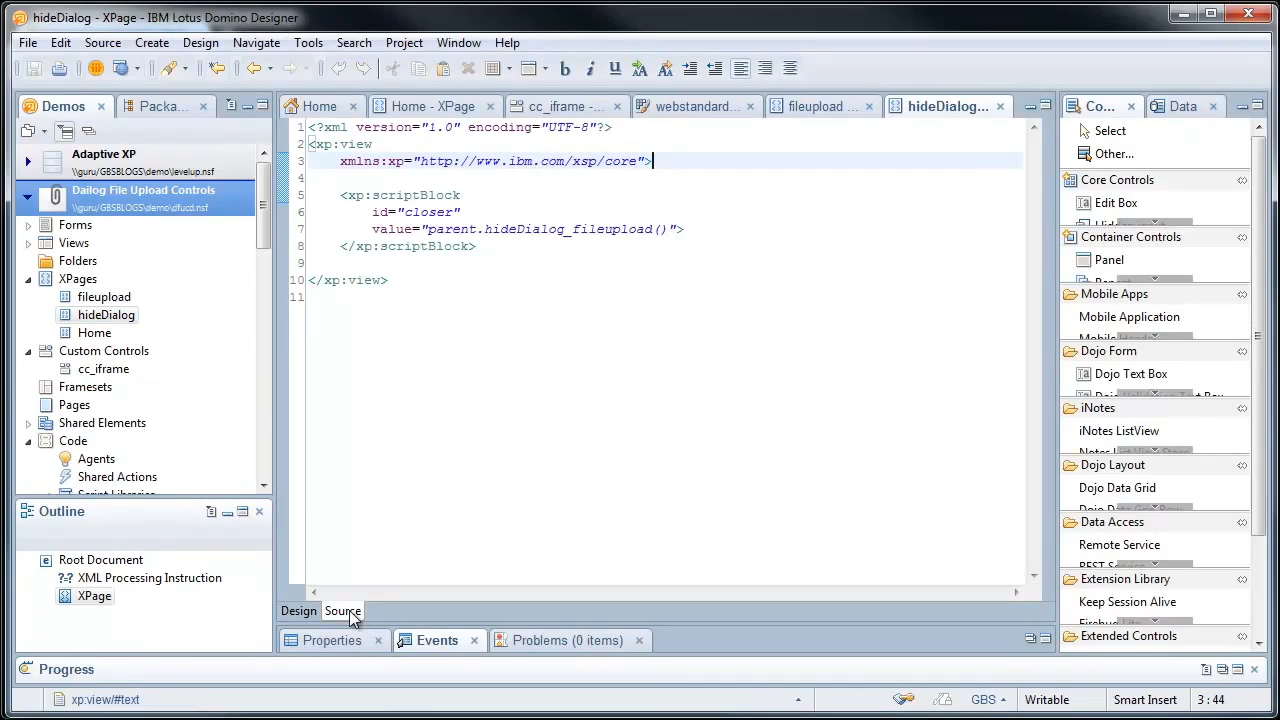 hideDialog - XPage - IBM Lotus Domino Designer
File Edit Source Create Design Navigate Tools Search Project Window Help
Demos
Packa...
Home
Home - XPage
cc_iframe -...
webstandard...
fileupload ...
hideDialog...
Co...
Data
Adaptive XP
\\guru/GBSBLOGS\demo\levelup.nsf
Dailog File Upload Controls
\\guru/GBSBLOGS\demo\dfucd.nsf
Forms
Views
Folders
XPages
fileupload
hideDialog
Home
Custom Controls
cc_iframe
Framesets
Pages
Shared Elements
Code
Agents
Shared Actions
Script Libraries
Outline
Root Document
?-? XML Processing Instruction
XPage
1 <?xml version="1.0" encoding="UTF-8"?>
2 <xp:view
3 xmlns:xp="http://www.ibm.com/xsp/core">
4
5 <xp:scriptBlock
6 id="closer"
7 value="parent.hideDialog_fileupload()">
8 </xp:scriptBlock>
9
10 </xp:view>
11
Design Source
Properties
Events
Problems (0 items)
Select
Other...
Core Controls
Edit Box
Container Controls
Panel
Mobile Apps
Mobile Application
Dojo Form
Dojo Text Box
iNotes
iNotes ListView
Dojo Layout
Dojo Data Grid
Data Access
Remote Service
Extension Library
Keep Session Alive
Extended Controls
Progress
xp:view/#text
GBS
Writable
Smart Insert
3 : 44